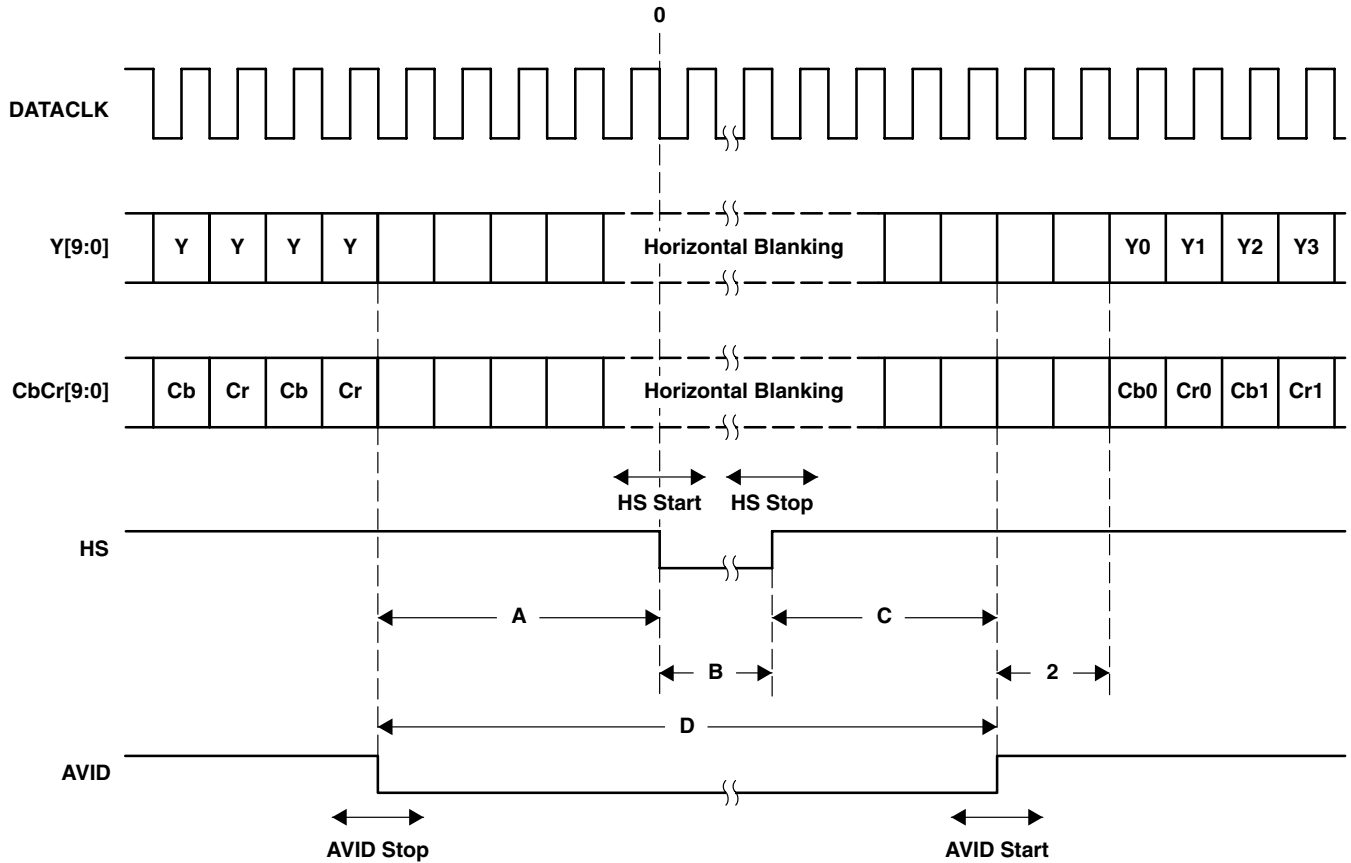 0
DATACLK
Y[9:0] Y Y Y Y Horizontal Blanking Y0 Y1 Y2 Y3
CbCr[9:0] Cb Cr Cb Cr Horizontal Blanking Cb0 Cr0 Cb1 Cr1
HS Start HS Stop
HS
A C
B 2
D
AVID
AVID Stop AVID Start